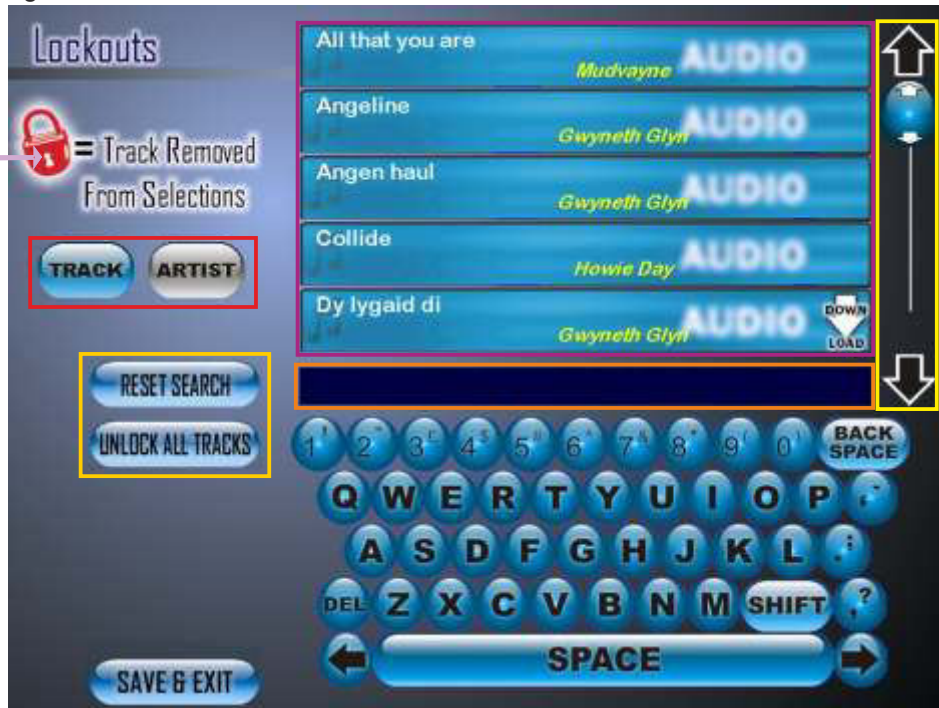 Lockouts
= Track Removed
From Selections
TRACK ARTIST
RESET SEARCH
UNLOCK ALL TRACKS
SAVE & EXIT
All that you are
Mudvayne AUDIO
Angeline
Gwyneth Glyn AUDIO
Angen haul
Gwyneth Glyn AUDIO
Collide
Howie Day AUDIO
Dy lygaid di
Gwyneth Glyn AUDIO
DOWN
LOAD
1 2 3 4 5 6 7 8 9 0 BACK
SPACE
Q W E R T Y U I O P
A S D F G H J K L
DEL Z X C V B N M SHIFT , ?
SPACE